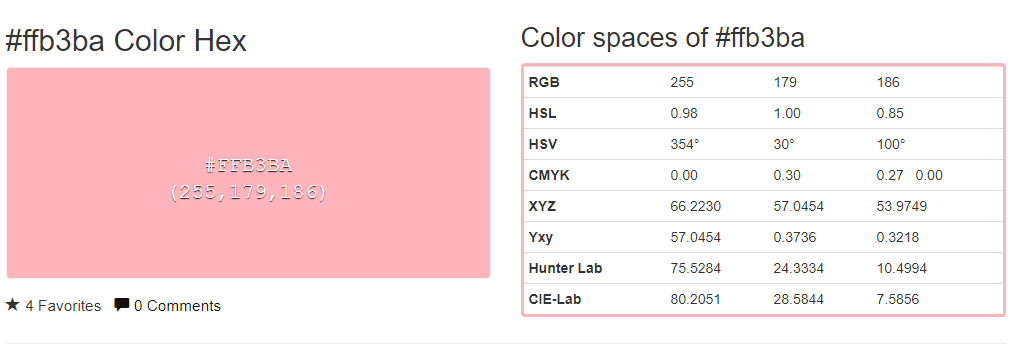 #ffb3ba Color Hex
#FFB3BA
(255,179,186)
4 Favorites 0 Comments
Color spaces of #ffb3ba
RGB 255 179 186
HSL 0.98 1.00 0.85
HSV 354° 30° 100°
CMYK 0.00 0.30 0.27 0.00
XYZ 66.2230 57.0454 53.9749
Yxy 57.0454 0.3736 0.3218
Hunter Lab 75.5284 24.3334 10.4994
CIE-Lab 80.2051 28.5844 7.5856